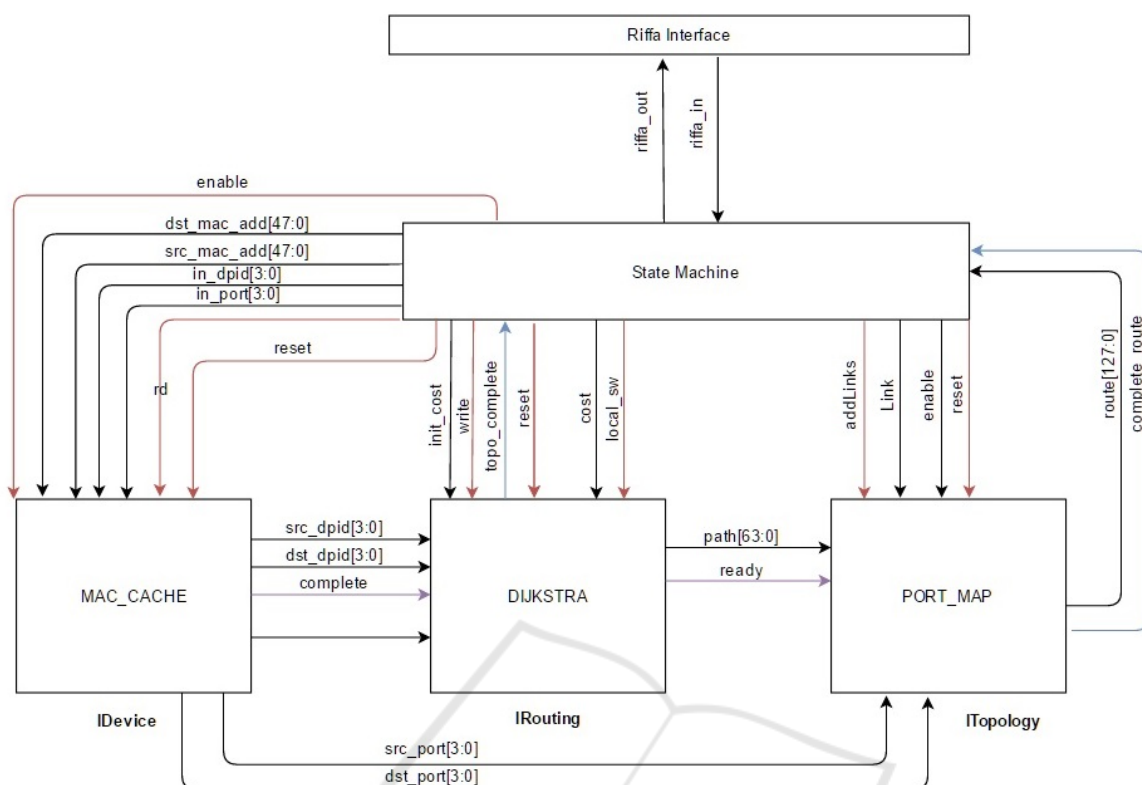 Riffa Interface
riffa_out
riffa_in
enable
dst_mac_add[47:0]
src_mac_add[47:0]
in_dpid[3:0]
in_port[3:0]
State Machine
rd
reset
init_cost
write
topo_complete
reset
cost
local_sw
addLinks
Link
enable
reset
route[127:0]
complete_route
src_dpid[3:0]
dst_dpid[3:0]
complete
MAC_CACHE
DIJKSTRA
path[63:0]
ready
PORT_MAP
IDevice
IRouting
ITopology
src_port[3:0]
dst_port[3:0]